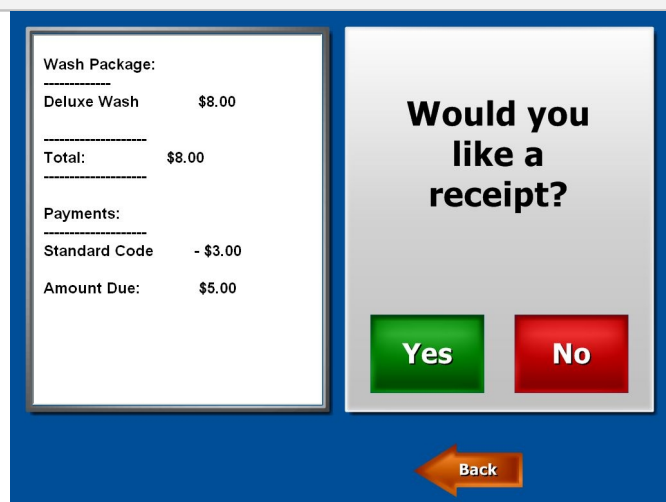 Wash Package:
-------------
Deluxe Wash $8.00
--------------------
Total: $8.00
--------------------
Payments:
--------------------
Standard Code - $3.00
Amount Due: $5.00
Would you
like a
receipt?
Yes No
Back